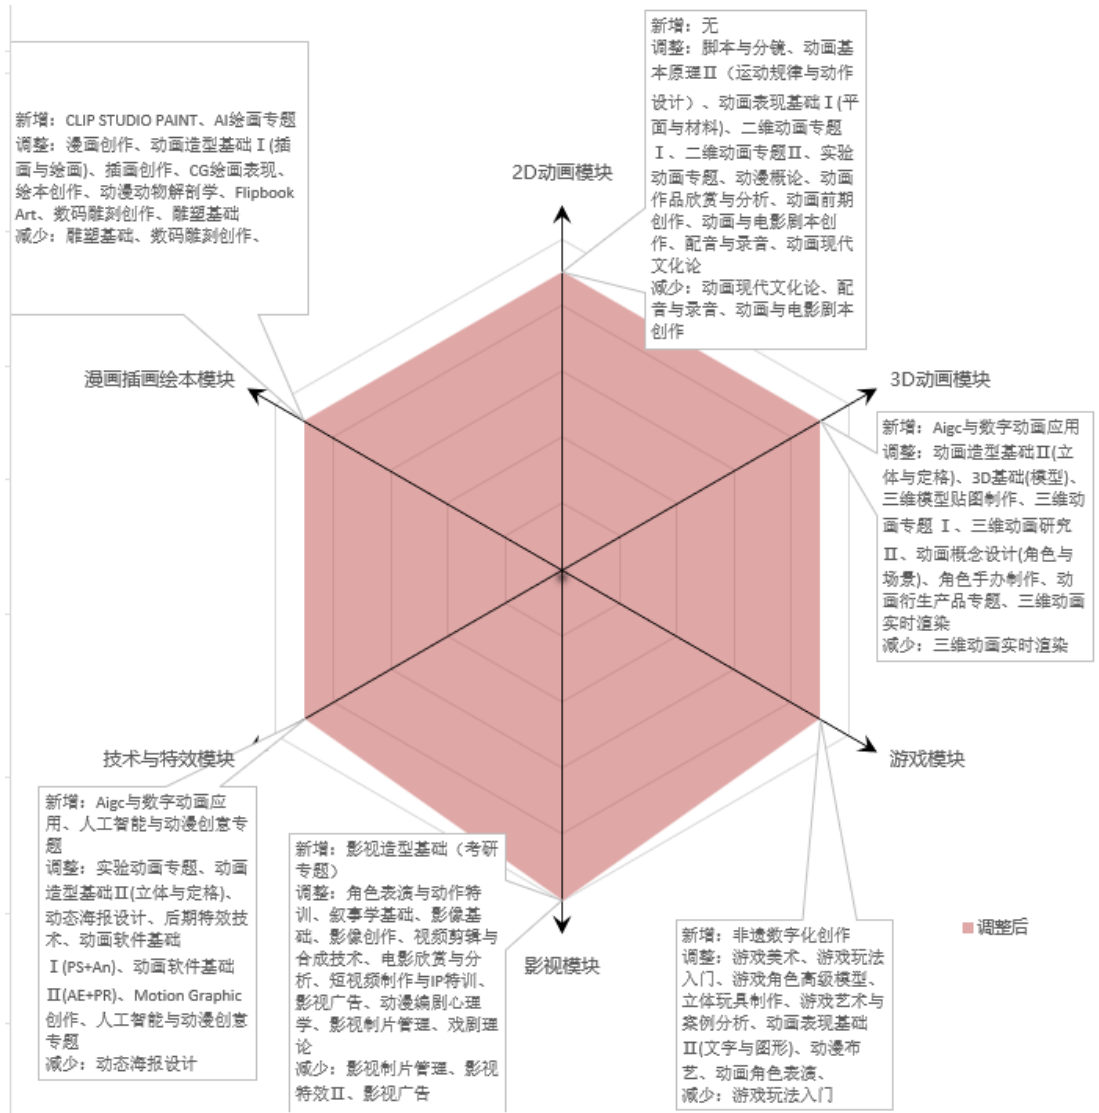 新增：无
调整：脚本与分镜、动画基
本原理Ⅱ（运动规律与动作
设计）、动画表现基础Ⅰ(平
面与材料)、二维动画专题
Ⅰ、二维动画专题Ⅱ、实验
动画专题、动漫概论、动画
作品欣赏与分析、动画前期
创作、动画与电影剧本创
作、配音与录音、动画现代
文化论
减少：动画现代文化论、配
音与录音、动画与电影剧本
创作
新增：CLIP STUDIO PAINT、AI绘画专题
调整：漫画创作、动画造型基础Ⅰ(插
画与绘画)、插画创作、CG绘画表现、
绘本创作、动漫动物解剖学、Flipbook
Art、数码雕刻创作、雕塑基础
减少：雕塑基础、数码雕刻创作、
2D动画模块
漫画插画绘本模块
3D动画模块
新增：Aigc与数字动画应用
调整：动画造型基础Ⅱ(立
体与定格)、3D基础(模型)、
三维模型贴图制作、三维动
画专题Ⅰ、三维动画研究
Ⅱ、动画概念设计(角色与
场景)、角色手办制作、动
画衍生产品专题、三维动画
实时渲染
减少：三维动画实时渲染
技术与特效模块
游戏模块
新增：Aigc与数字动画应
用、人工智能与动漫创意专
题
调整：实验动画专题、动画
造型基础Ⅱ(立体与定格)、
动态海报设计、后期特效技
术、动画软件基础
Ⅰ(PS+An)、动画软件基础
Ⅱ(AE+PR)、Motion Graphic
创作、人工智能与动漫创意
专题
减少：动态海报设计
新增：影视造型基础（考研
专题）
调整：角色表演与动作特
训、叙事学基础、影像基
础、影像创作、视频剪辑与
合成技术、电影欣赏与分
析、短视频制作与IP特训、
影视广告、动漫编剧心理
学、影视制片管理、戏剧理
论
减少：影视制片管理、影视
特效Ⅱ、影视广告
影视模块
新增：非遗数字化创作
调整：游戏美术、游戏玩法
入门、游戏角色高级模型、
立体玩具制作、游戏艺术与
案例分析、动画表现基础
Ⅱ(文字与图形)、动漫布
艺、动画角色表演、
减少：游戏玩法入门
调整后